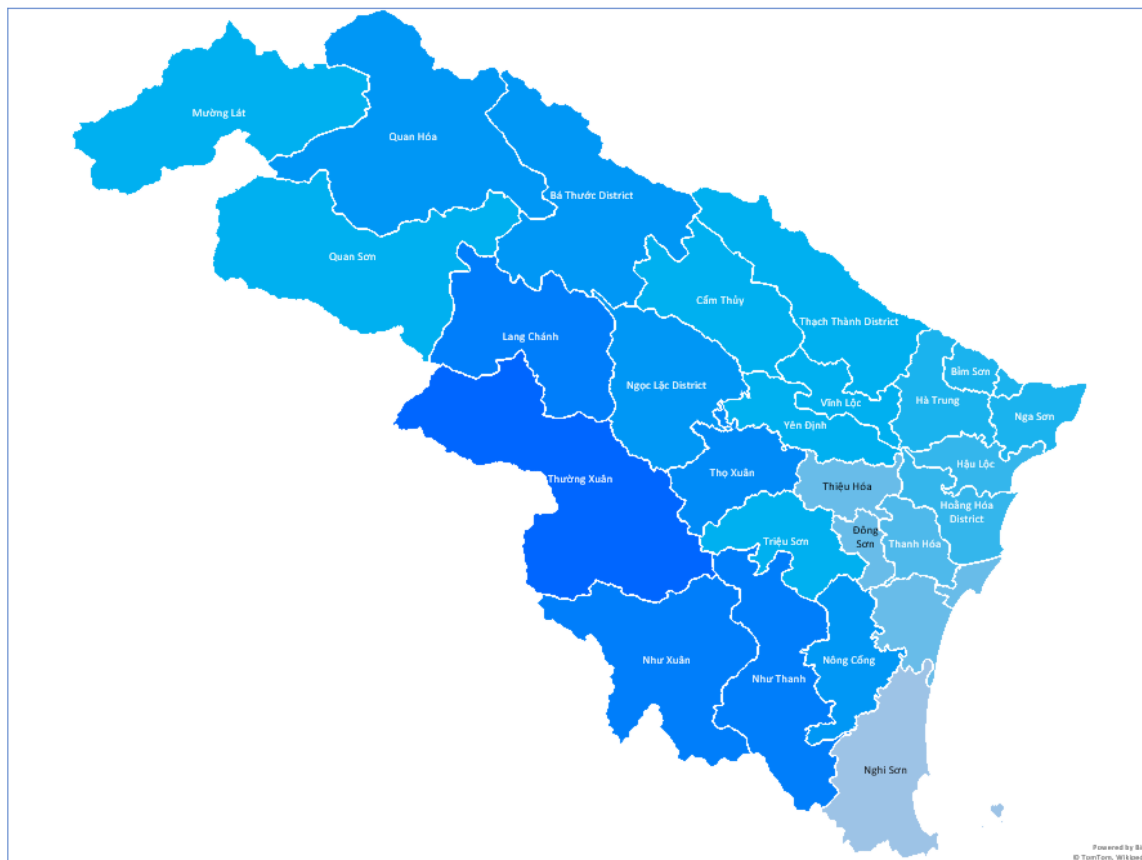 Mường Lát
Quan Hóa
Bá Thước District
Quan Sơn
Cẩm Thủy
Thạch Thành District
Lang Chánh
Bỉm Sơn
Ngọc Lặc District
Vĩnh Lộc
Hà Trung
Nga Sơn
Yên Định
Hậu Lộc
Thọ Xuân
Thường Xuân
Thiệu Hóa
Hoằng Hóa
District
Đông
Sơn
Thanh Hóa
Triệu Sơn
Như Xuân
Nông Cống
Như Thanh
Nghi Sơn
Powered by
© TomTom, Wikipe